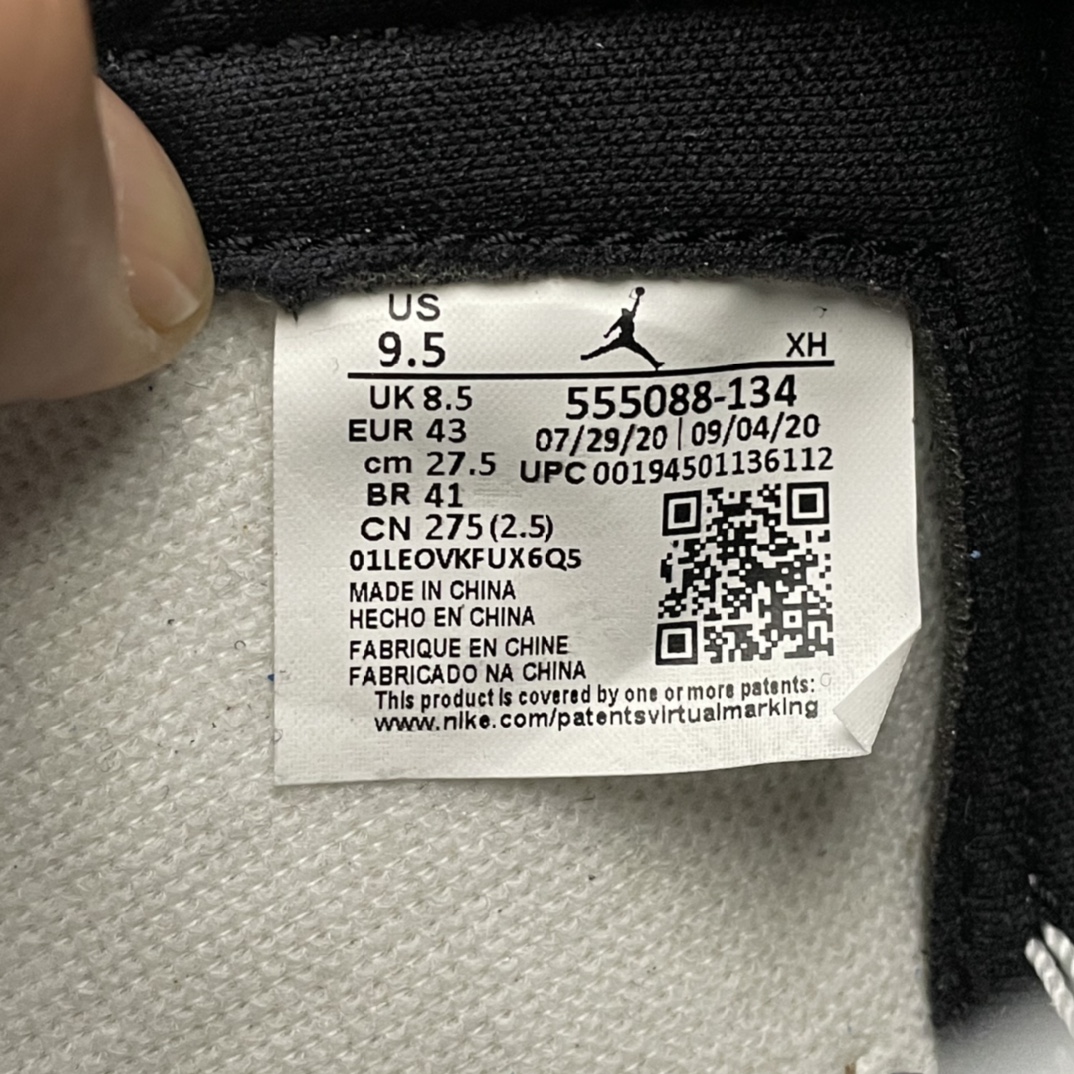 US
9.5
XH
UK 8.5
555088-134
EUR 43
07/29/20 | 09/04/20
cm 27.5
UPC 00194501136112
BR 41
CN 275 (2.5)
01LEOVKFUX6Q5
MADE IN CHINA
HECHO EN CHINA
FABRIQUE EN CHINE
FABRICADO NA CHINA
This product is covered by one or more patents:
www.nike.com/patentsvirtualmarking